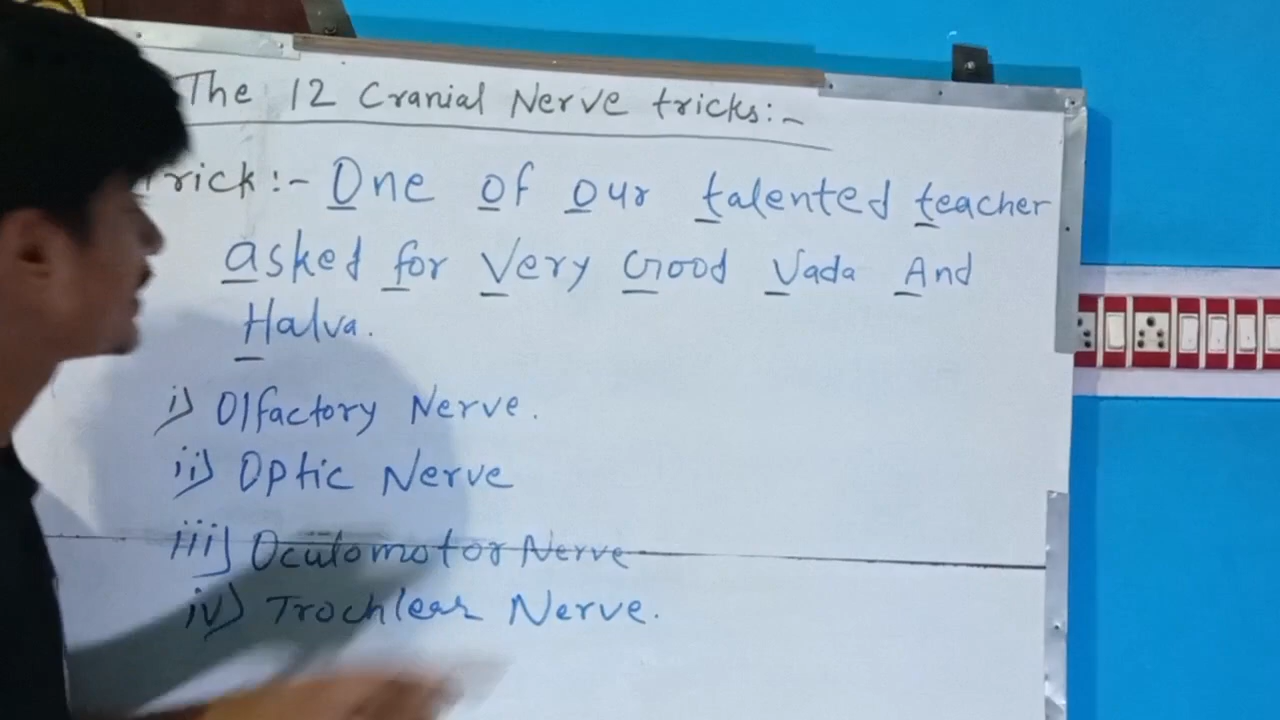 The 12 Cranial Nerve tricks:-
Trick:- One of our talented teacher
asked for Very Good Vada And
Halva.
i) Olfactory Nerve.
ii) Optic Nerve
iii) Oculomotor Nerve
iv) Trochlear Nerve.